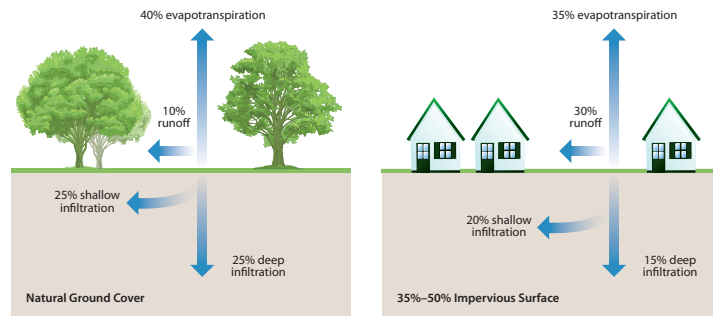 40% evapotranspiration
10%
runoff
25% shallow
infiltration
25% deep
infiltration
Natural Ground Cover
35% evapotranspiration
30%
runoff
20% shallow
infiltration
15% deep
infiltration
35%–50% Impervious Surface